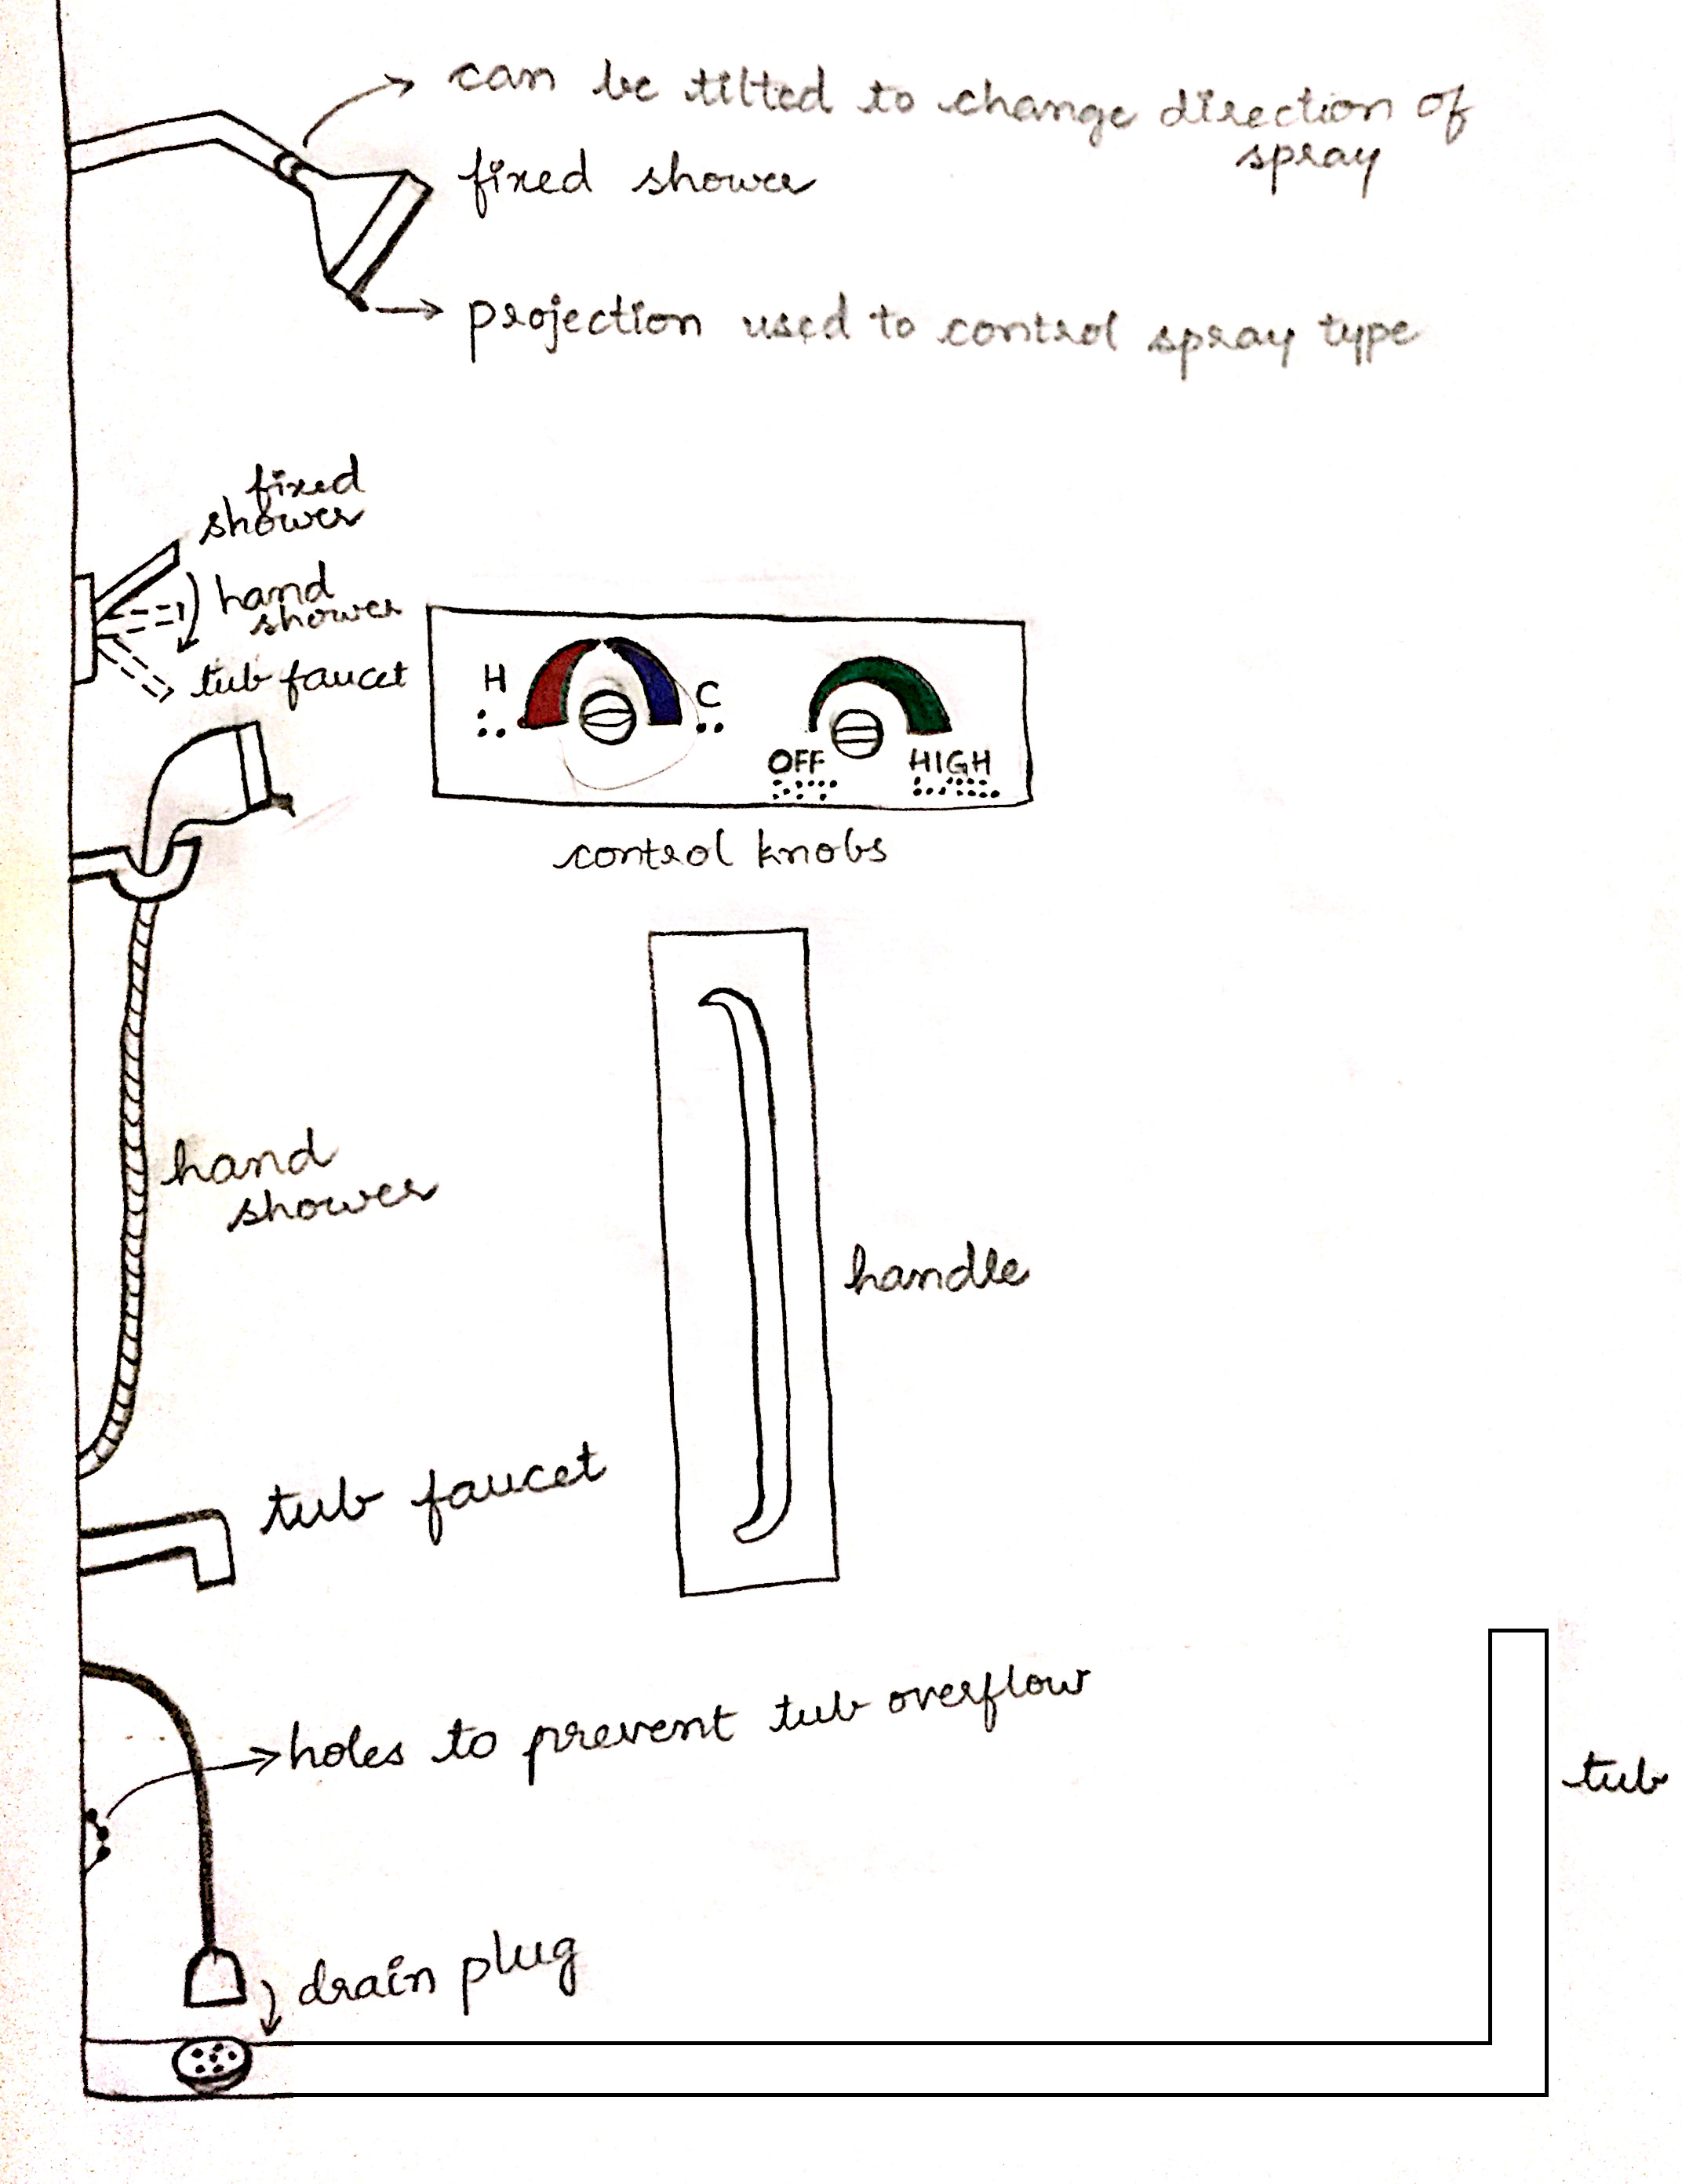 can be tilted to change direction of
spray
fixed shower
projection used to control spray type
fixed
shower
hand
shower
tub faucet
H
C
OFF
HIGH
control knobs
hand
shower
handle
tub faucet
holes to prevent tub overflow
tub
drain plug